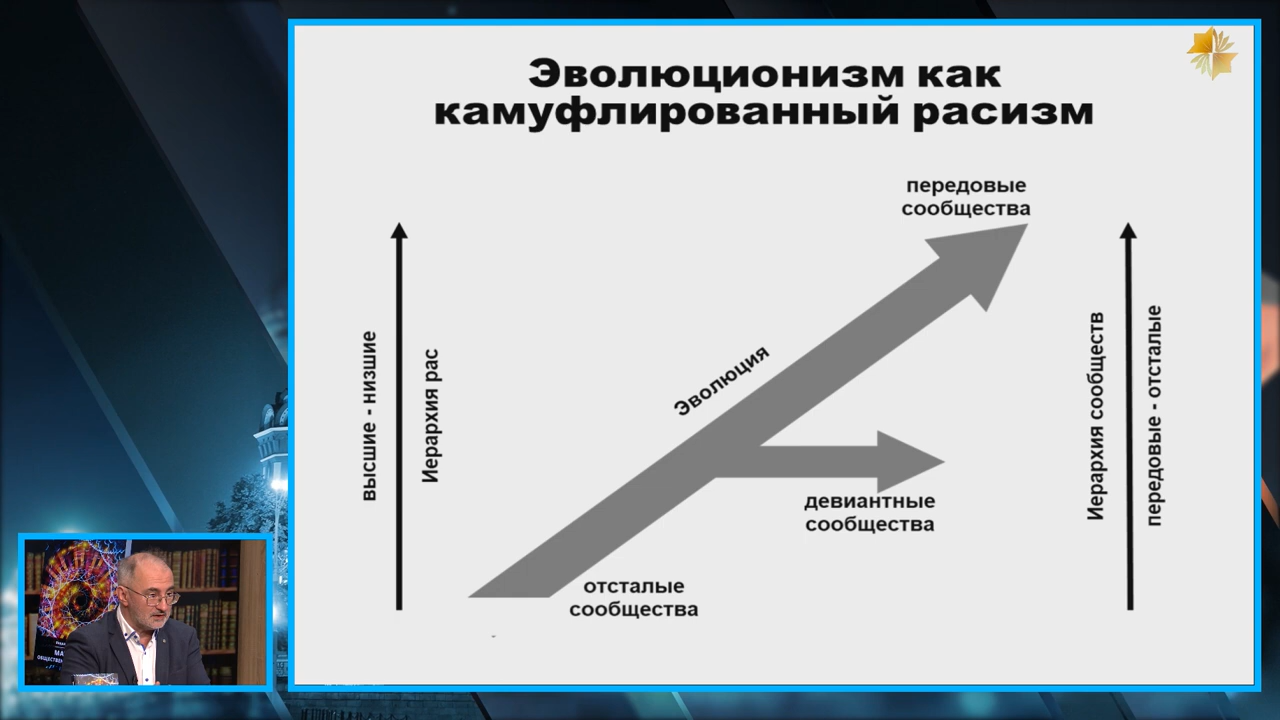 Эволюционизм как
камуфлированный расизм
передовые
сообщества
высшие - низшие
Иерархия рас
Эволюция
Иерархия сообществ
передовые - отсталые
девиантные
сообщества
отсталые
сообщества